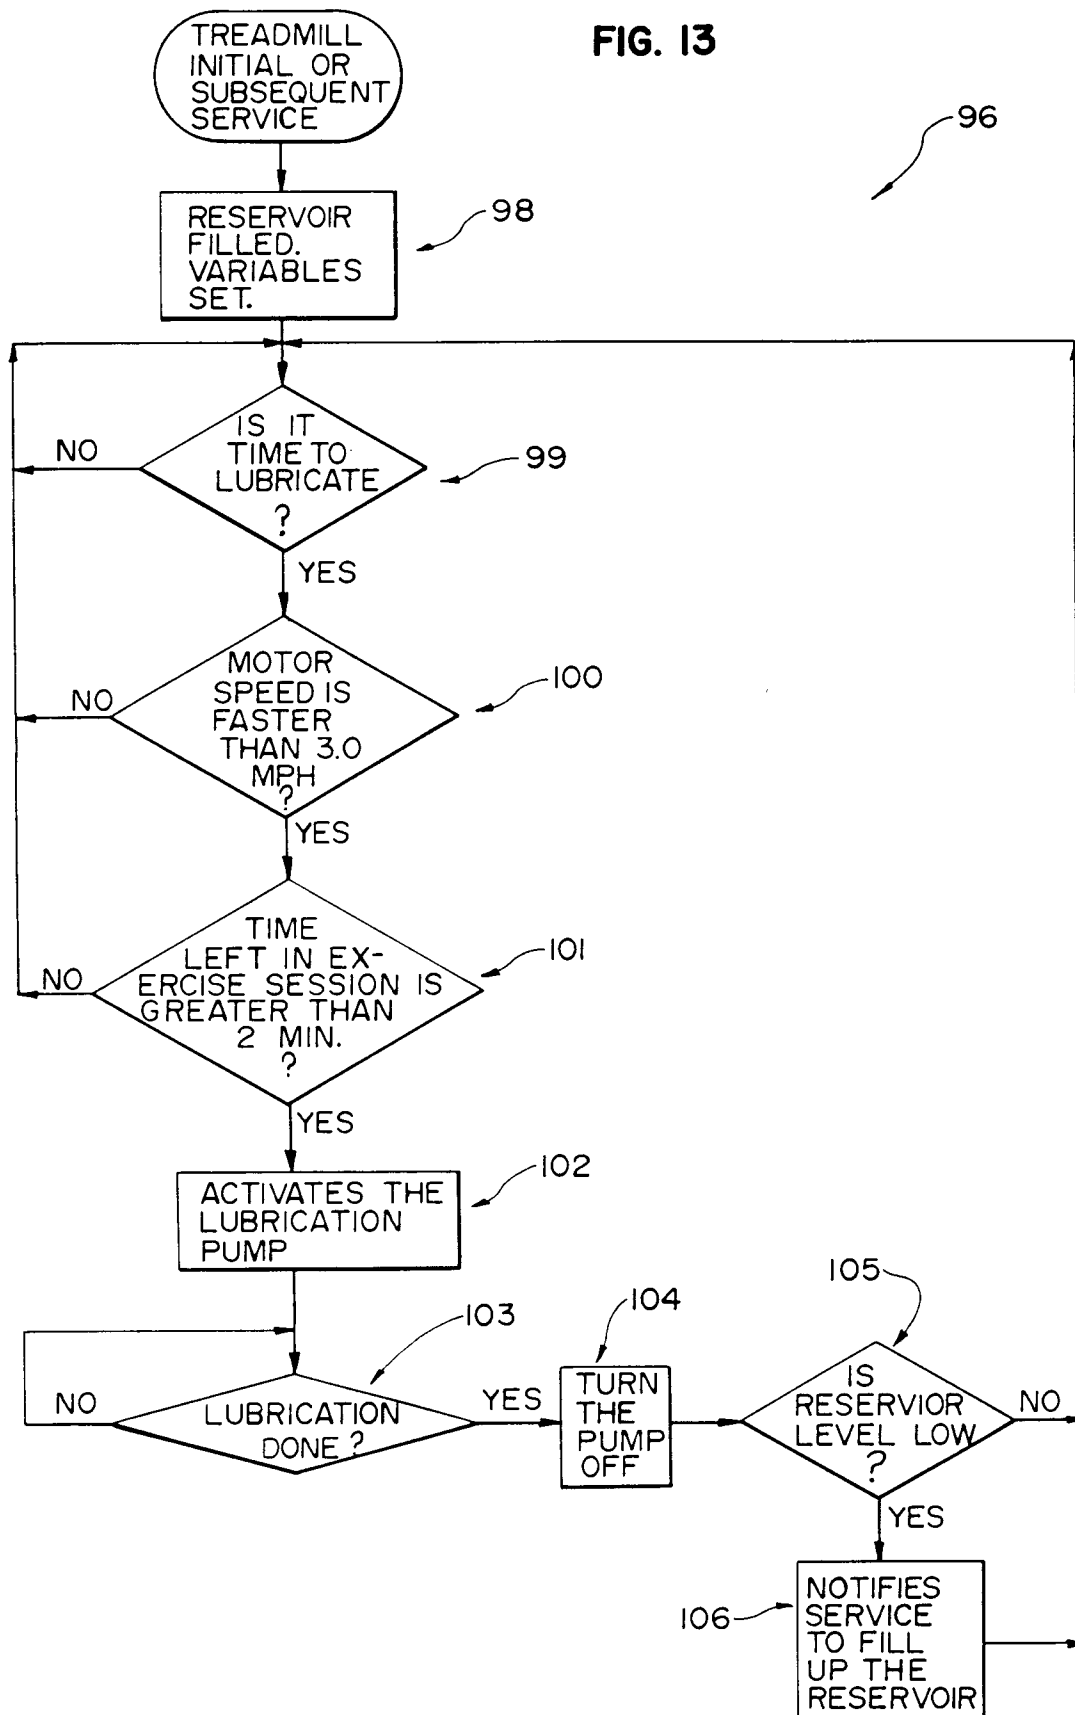 FIG. 13
TREADMILL
INITIAL OR
SUBSEQUENT
SERVICE
96
RESERVOIR
FILLED.
VARIABLES
SET.
98
IS IT
TIME TO
LUBRICATE
?
99
NO
YES
MOTOR
SPEED IS
FASTER
THAN 3.0
MPH
?
100
NO
YES
TIME
LEFT IN EX-
ERCISE SESSION IS
GREATER THAN
2 MIN.
?
101
NO
YES
ACTIVATES THE
LUBRICATION
PUMP
102
LUBRICATION
DONE?
103
NO
YES
TURN
THE
PUMP
OFF
104
IS
RESERVIOR
LEVEL LOW
?
105
NO
YES
NOTIFIES
SERVICE
TO FILL
UP THE
RESERVOIR
106